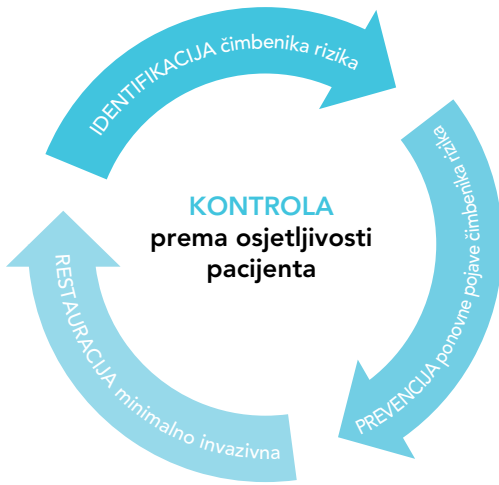 IDENTIFIKACIJA čimbenika rizika
PREVENCIJA ponovne pojave čimbenika rizika
RESTAURACIJA minimalno invazivna
KONTROLA
prema osjetljivosti
pacijenta